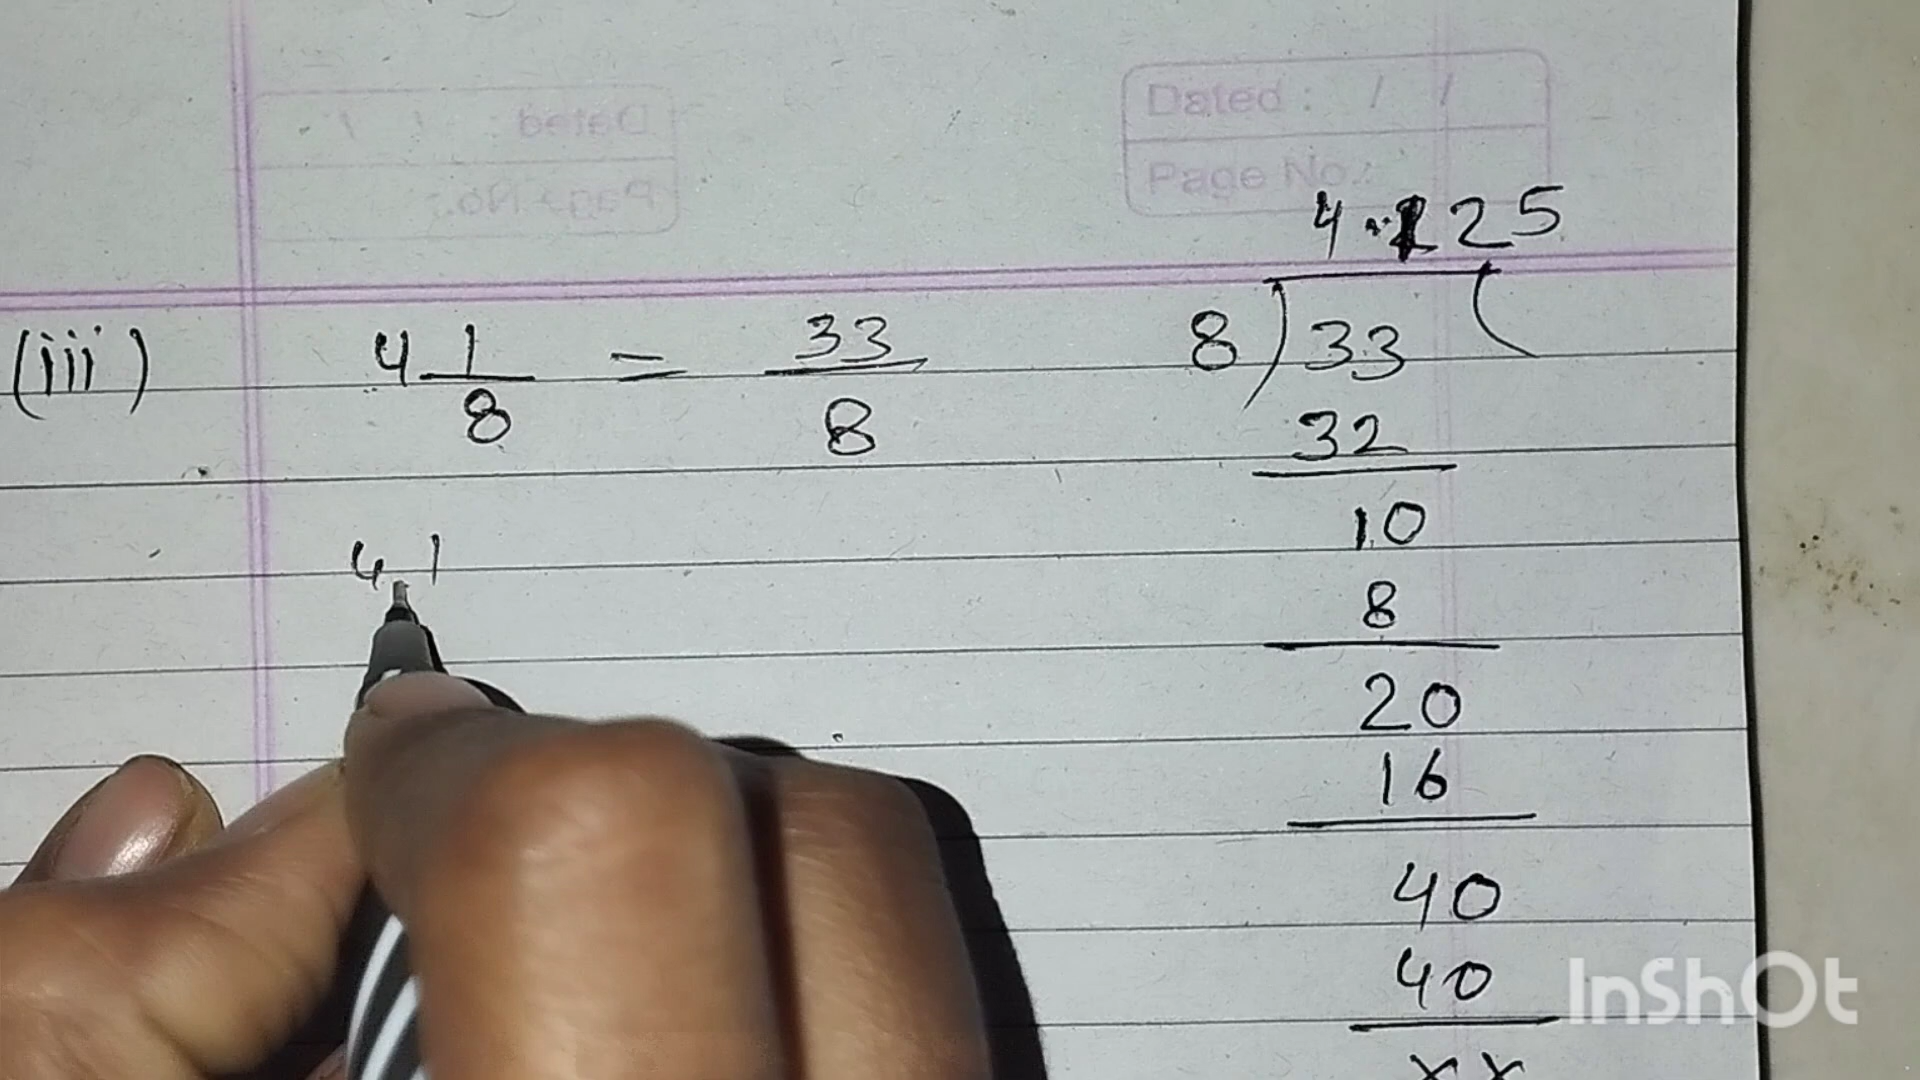 Dated : / /
Page No.:
(iii) 4 1/8 = 33/8
4.125
8 ) 33 (
32
10
8
20
16
40
40
x x
4.1
InShOt